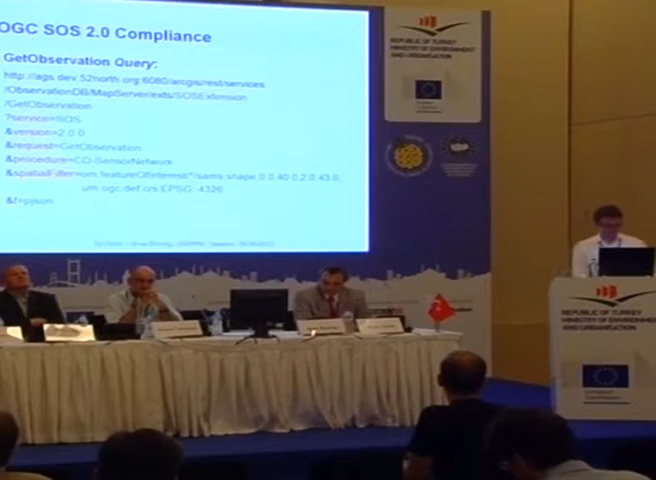 OGC SOS 2.0 Compliance
GetObservation Query:
http://ags.dev.52north.org:6080/arcgis/rest/services
/ObservationDB/MapServer/exts/SOSExtension
/GetObservation
?service=SOS
&version=2.0.0
&request=GetObservation
&procedure=CO-SensorNetwork
&spatialFilter=om:featureOfInterest/*/sams:shape,0.0,40.0,2.0,43.0,
urn:ogc:def:crs:EPSG::4326
&f=pjson
REPUBLIC OF TURKEY
MINISTRY OF ENVIRONMENT
AND URBANISATION
REPUBLIC OF TURKEY
MINISTRY OF ENVIRONMENT
AND URBANISATION